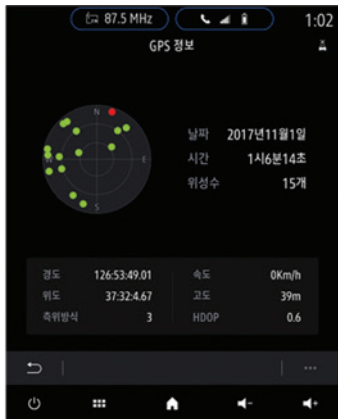 87.5 MHz
1:02
GPS 정보
N
W
E
S
날짜 2017년11월1일
시간 1시6분14초
위성수 15개
경도 126:53:49.01 속도 0Km/h
위도 37:32:4.67 고도 39m
측위방식 3 HDOP 0.6